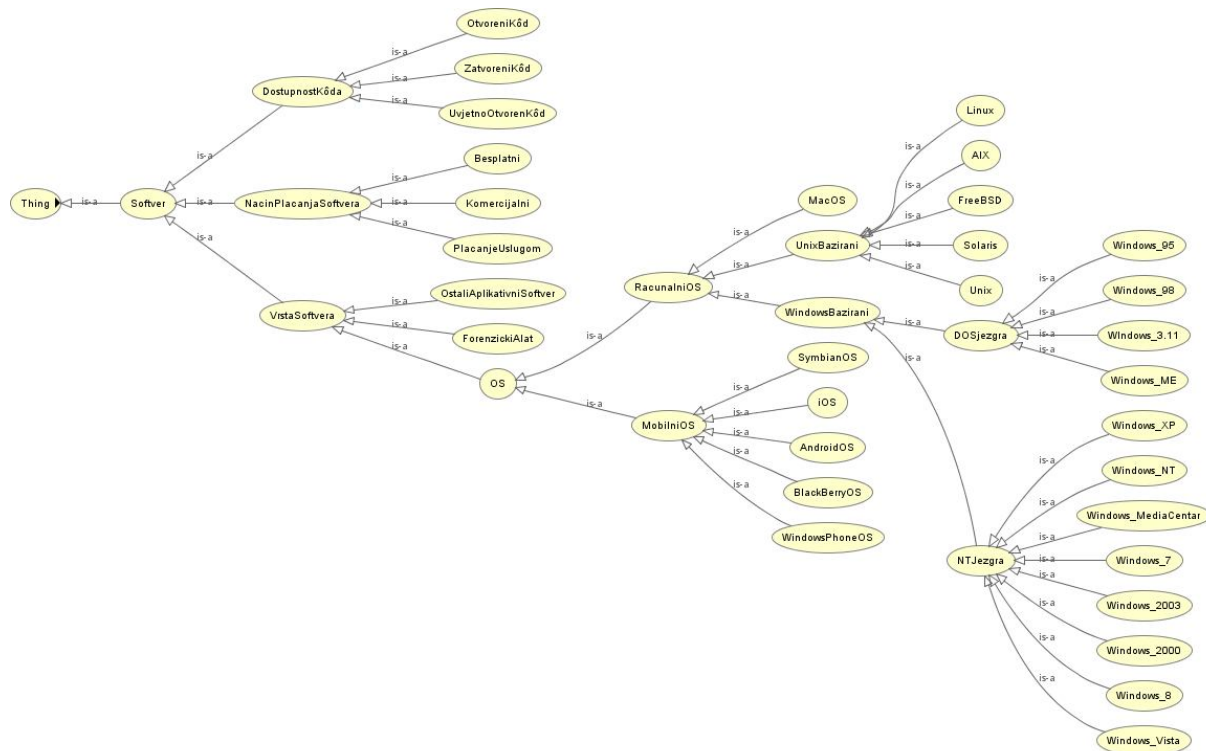 OtvoreniKôd
is-a
ZatvoreniKôd
is-a
DostupnostKôda
is-a
UvjetnoOtvorenKôd
Linux
is-a
is-a
Besplatni
AIX
is-a
is-a
Thing
is-a
Softver
is-a
NacinPlacanjaSoftvera
is-a
Komercijalni
MacOS
is-a
FreeBSD
is-a
is-a
PlacanjeUslugom
is-a
UnixBazirani
is-a
Solaris
Windows_95
is-a
is-a
is-a
RacunalniOS
is-a
Unix
is-a
Windows_98
OstaliAplikativniSoftver
is-a
VrstaSoftvera
is-a
WindowsBazirani
is-a
DOSjezgra
is-a
WIndows_3.11
is-a
ForenzickiAlat
is-a
is-a
SymbianOS
is-a
is-a
Windows_ME
OS
is-a
is-a
iOS
MobilniOS
is-a
Windows_XP
is-a
AndroidOS
is-a
is-a
Windows_NT
BlackBerryOS
is-a
is-a
Windows_MediaCentar
WindowsPhoneOS
is-a
NTJezgra
is-a
Windows_7
is-a
Windows_2003
is-a
Windows_2000
is-a
is-a
Windows_8
Windows_Vista